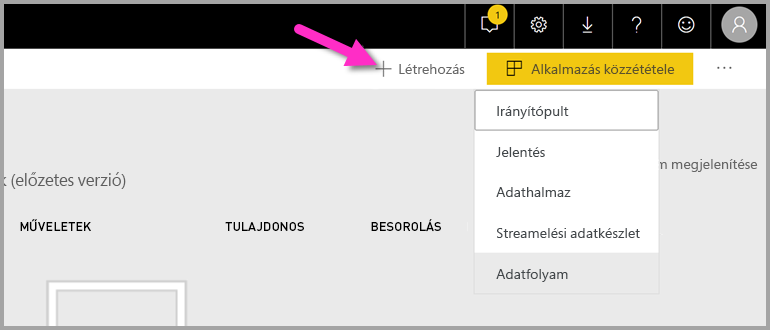 1
?
Létrehozás
Alkalmazás közzététele
...
Irányítópult
Jelentés
Adathalmaz
Streamelési adatkészlet
Adatfolyam
m megjelenítése
k (előzetes verzió)
MŰVELETEK
TULAJDONOS
BESOROLÁS